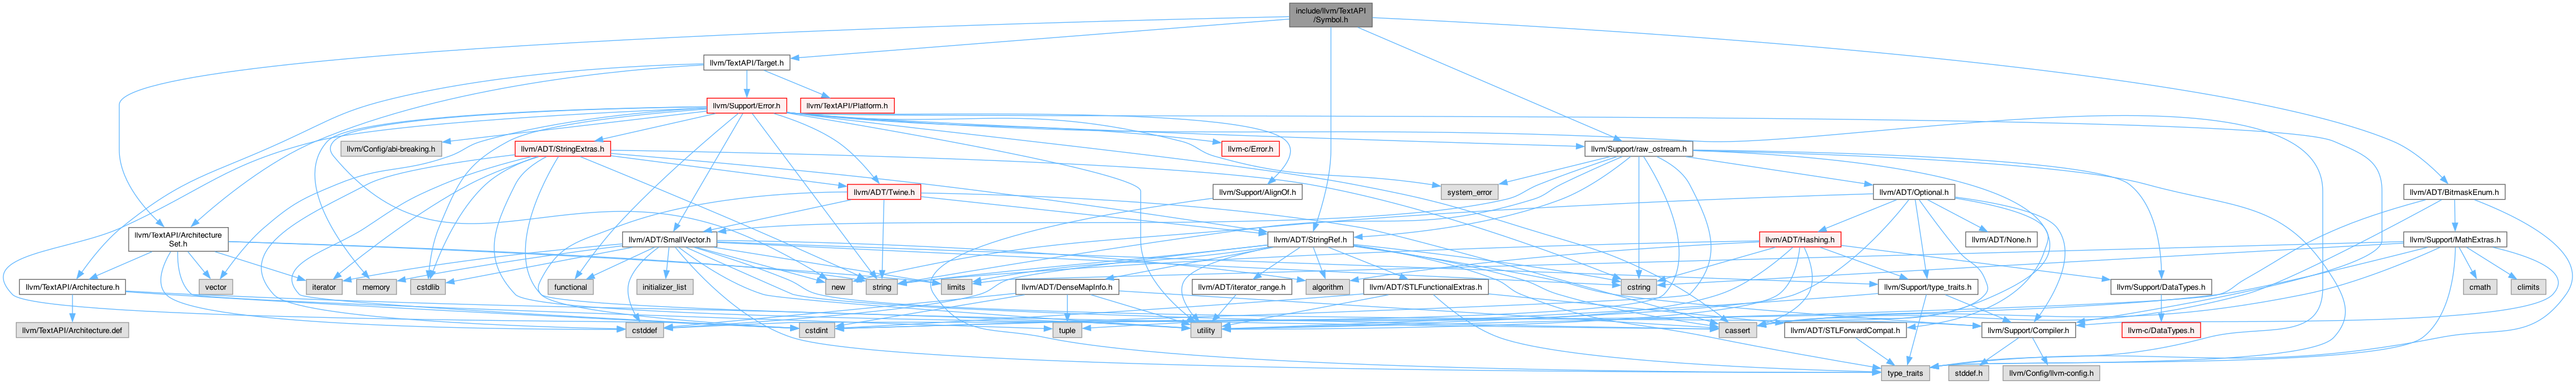 include/llvm/TextAPI
/Symbol.h
llvm/TextAPI/Target.h
llvm/Support/Error.h
llvm/TextAPI/Platform.h
llvm/Config/abi-breaking.h
llvm/ADT/StringExtras.h
llvm-c/Error.h
llvm/Support/raw_ostream.h
llvm/ADT/Twine.h
llvm/Support/AlignOf.h
system_error
llvm/ADT/Optional.h
llvm/ADT/BitmaskEnum.h
llvm/TextAPI/Architecture
Set.h
llvm/ADT/SmallVector.h
llvm/ADT/StringRef.h
llvm/ADT/Hashing.h
llvm/ADT/None.h
llvm/Support/MathExtras.h
llvm/TextAPI/Architecture.h
vector
iterator
memory
cstdlib
functional
initializer_list
new
string
limits
llvm/ADT/DenseMapInfo.h
llvm/ADT/iterator_range.h
algorithm
llvm/ADT/STLFunctionalExtras.h
cstring
llvm/Support/type_traits.h
llvm/Support/DataTypes.h
cmath
climits
llvm/TextAPI/Architecture.def
cstddef
cstdint
tuple
utility
cassert
llvm/ADT/STLForwardCompat.h
llvm/Support/Compiler.h
llvm-c/DataTypes.h
type_traits
stddef.h
llvm/Config/llvm-config.h